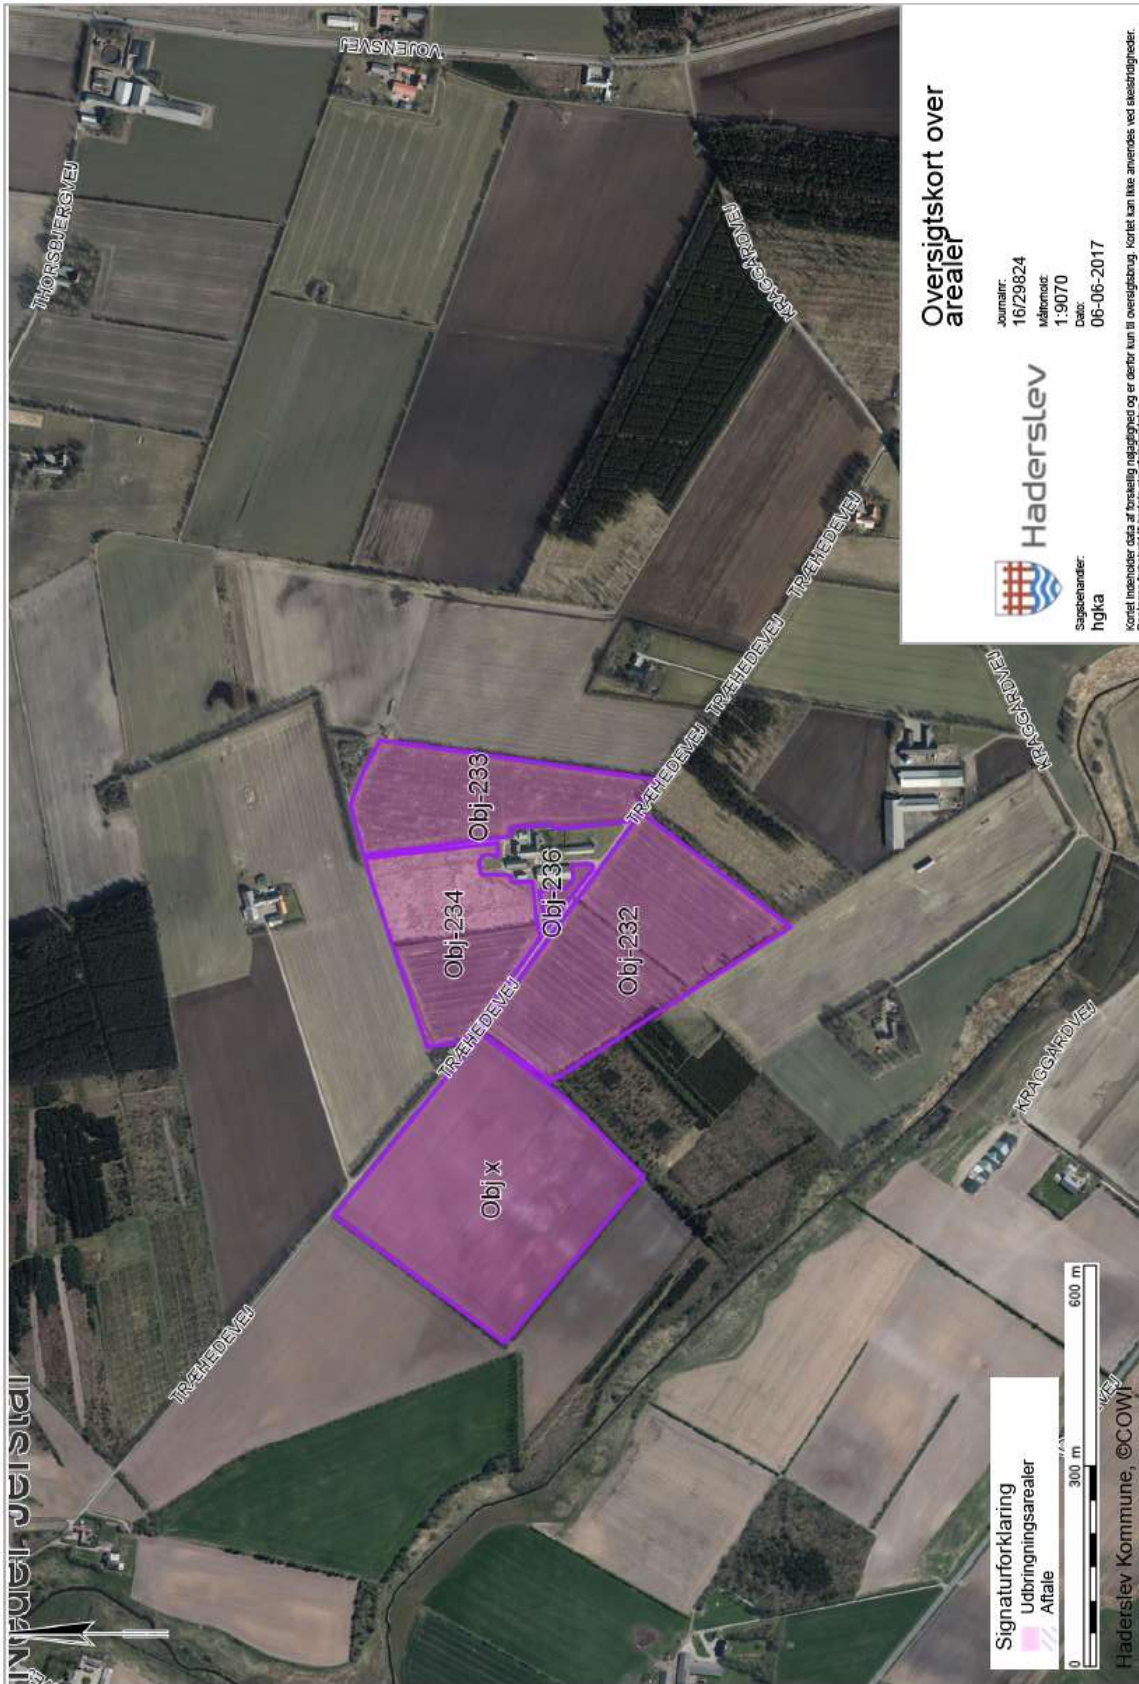 Neder Jerstal
THORSBJERGVEJ
VOJENSVEJ
TRÆHEDEVEJ
TRÆHEDEVEJ
TRÆHEDEVEJ
TRÆHEDEVEJ
TRÆHEDEVEJ
KRAGGÅRDVEJ
KRAGGÅRDVEJ
KRAGGÅRDVEJ
Obj x
Obj-234
Obj-233
Obj-236
Obj-232
Signaturforklaring
Udbringningsarealer
Aftale
0 300 m 600 m
Haderslev Kommune, ©COWI
Oversigtskort over
arealer
Haderslev
Journalnr:
16/29824
Målforhold:
1:9070
Dato:
06-06-2017
Sagsbehandler:
hgka
Kortet indeholder data af forskellig nøjagtighed og er derfor kun til oversigtsbrug. Kortet kan ikke anvendes ved skelstridigheder.